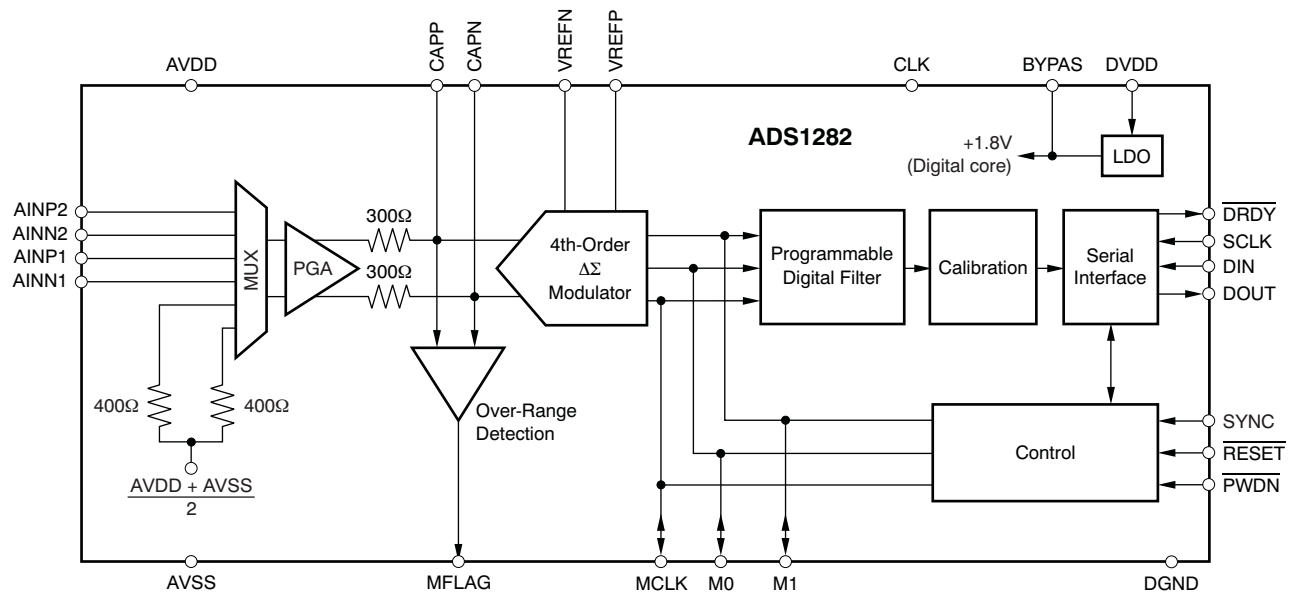 CAPP
CAPN
VREFN
VREFP
AVDD
CLK
BYPAS
DVDD
ADS1282
+1.8V
(Digital core)
LDO
AINP2
AINN2
AINP1
AINN1
MUX
PGA
300Ω
300Ω
4th-Order
ΔΣ
Modulator
Programmable
Digital Filter
Calibration
Serial
Interface
DRDY
SCLK
DIN
DOUT
400Ω
400Ω
Over-Range
Detection
AVDD + AVSS
2
Control
SYNC
RESET
PWDN
AVSS
MFLAG
MCLK
M0
M1
DGND